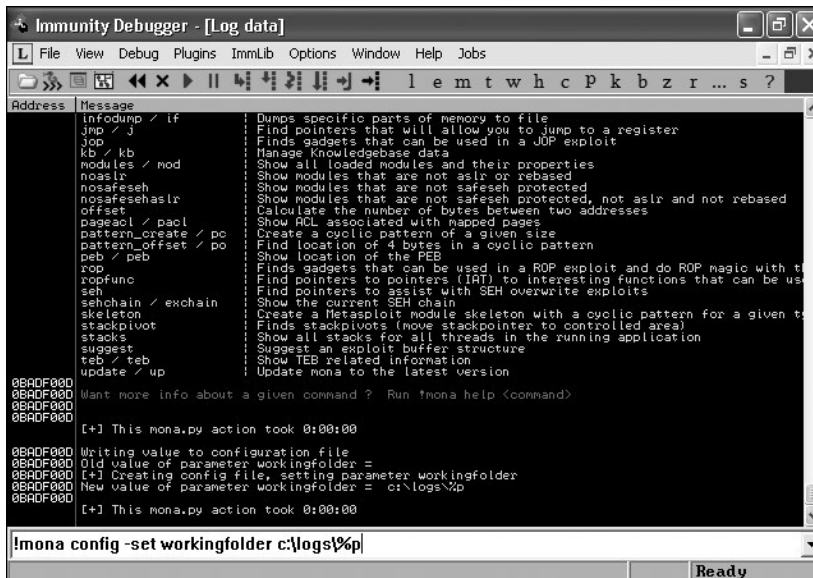 Immunity Debugger - [Log data]
L File View Debug Plugins ImmLib Options Window Help Jobs
l e m t w h c P k b z r ... s ?
Address Message
infodump / if | Dumps specific parts of memory to file
jmp / j | Find pointers that will allow you to jump to a register
jop | Finds gadgets that can be used in a JOP exploit
kb / kb | Manage Knowledgebase data
modules / mod | Show all loaded modules and their properties
noaslr | Show modules that are not aslr or rebased
nosafeseh | Show modules that are not safeseh protected
nosafesehaslr | Show modules that are not safeseh protected, not aslr and not rebased
offset | Calculate the number of bytes between two addresses
pageacl / pacl | Show ACL associated with mapped pages
pattern_create / pc | Create a cyclic pattern of a given size
pattern_offset / po | Find location of 4 bytes in a cyclic pattern
peb / peb | Show location of the PEB
rop | Finds gadgets that can be used in a ROP exploit and do ROP magic with th
ropfunc | Find pointers to pointers (IAT) to interesting functions that can be use
seh | Find pointers to assist with SEH overwrite exploits
sehchain / exchain | Show the current SEH chain
skeleton | Create a Metasploit module skeleton with a cyclic pattern for a given ty
stackpivot | Finds stackpivots (move stackpointer to controlled area)
stacks | Show all stacks for all threads in the running application
suggest | Suggest an exploit buffer structure
teb / teb | Show TEB related information
update / up | Update mona to the latest version
0BADF00D
0BADF00D Want more info about a given command ? Run !mona help <command>
0BADF00D
0BADF00D
[+] This mona.py action took 0:00:00
0BADF00D Writing value to configuration file
0BADF00D Old value of parameter workingfolder =
0BADF00D [+] Creating config file, setting parameter workingfolder
0BADF00D New value of parameter workingfolder = c:\logs\%p
0BADF00D
[+] This mona.py action took 0:00:00
!mona config -set workingfolder c:\logs\%p
Ready